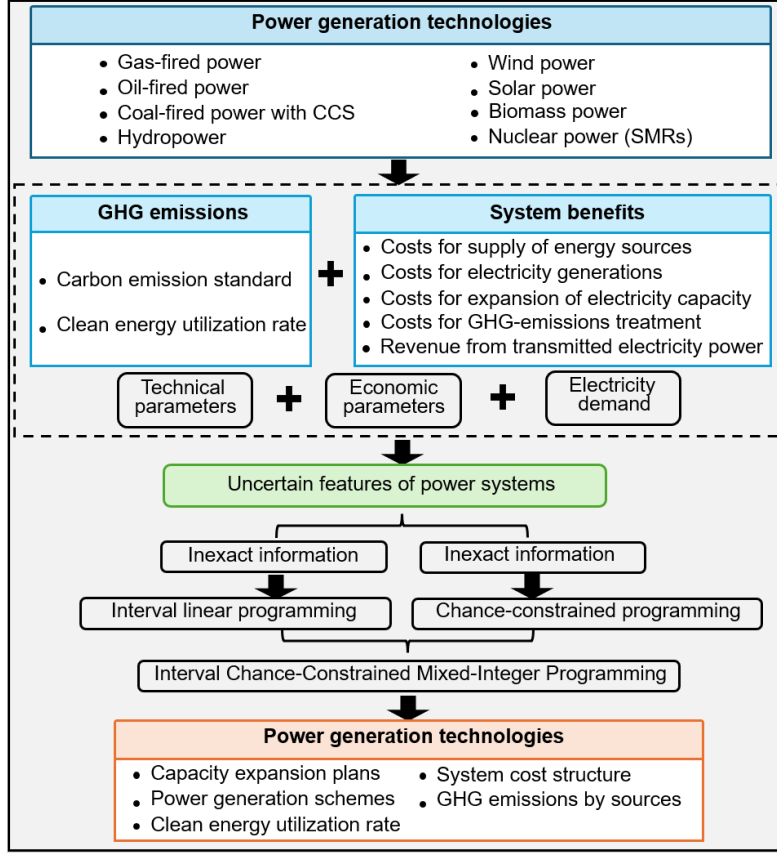 Power generation technologies
• Gas-fired power
• Oil-fired power
• Coal-fired power with CCS
• Hydropower
• Wind power
• Solar power
• Biomass power
• Nuclear power (SMRs)
GHG emissions
• Carbon emission standard
• Clean energy utilization rate
+
System benefits
• Costs for supply of energy sources
• Costs for electricity generations
• Costs for expansion of electricity capacity
• Costs for GHG-emissions treatment
• Revenue from transmitted electricity power
Technical
parameters
+
Economic
parameters
+
Electricity
demand
Uncertain features of power systems
Inexact information
Inexact information
Interval linear programming
Chance-constrained programming
Interval Chance-Constrained Mixed-Integer Programming
Power generation technologies
• Capacity expansion plans
• Power generation schemes
• Clean energy utilization rate
• System cost structure
• GHG emissions by sources